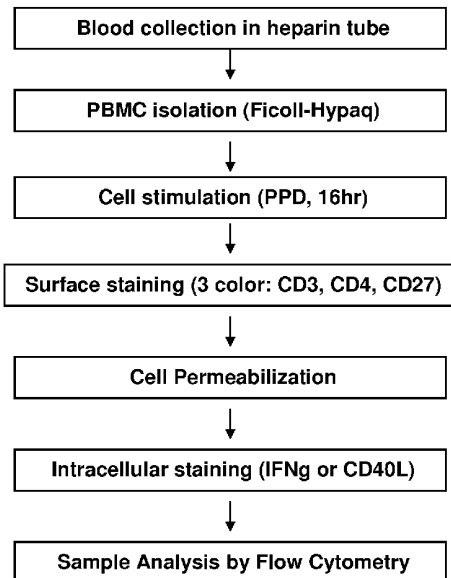 Blood collection in heparin tube
PBMC isolation (Ficoll-Hypaq)
Cell stimulation (PPD, 16hr)
Surface staining (3 color: CD3, CD4, CD27)
Cell Permeabilization
Intracellular staining (IFNg or CD40L)
Sample Analysis by Flow Cytometry